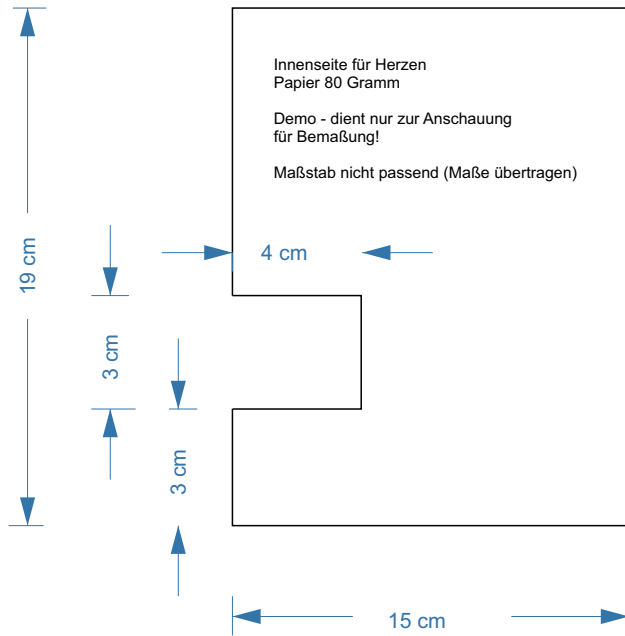 Innenseite für Herzen
Papier 80 Gramm
Demo - dient nur zur Anschauung
für Bemaßung!
Maßstab nicht passend (Maße übertragen)
4 cm
19 cm
3 cm
3 cm
15 cm